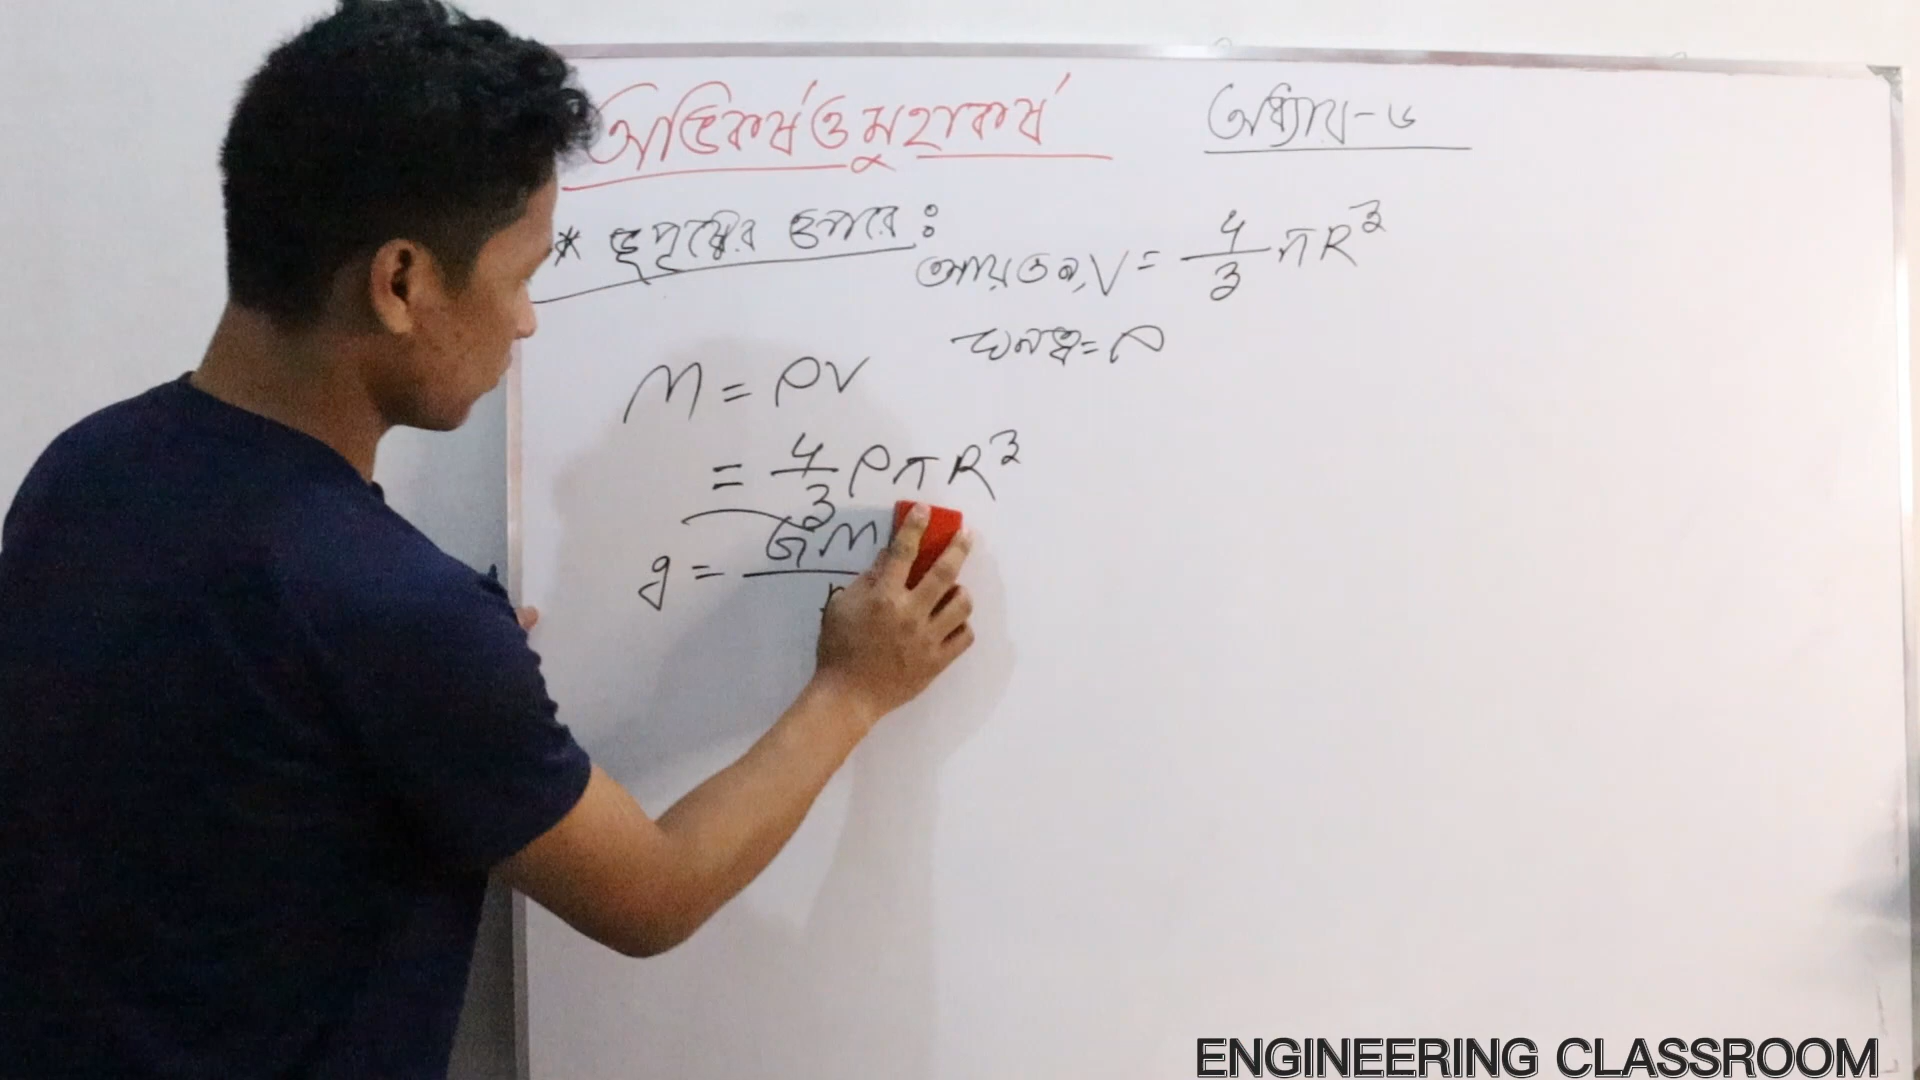 অভিকর্ষ ও মহাকর্ষ
অধ্যায়-৬
* ভূপৃষ্ঠের উপরে :
আয়তন, V = 4/3 πR³
ঘনত্ব = ρ
M = ρV
= 4/3 ρπR³
g = GM
ENGINEERING CLASSROOM